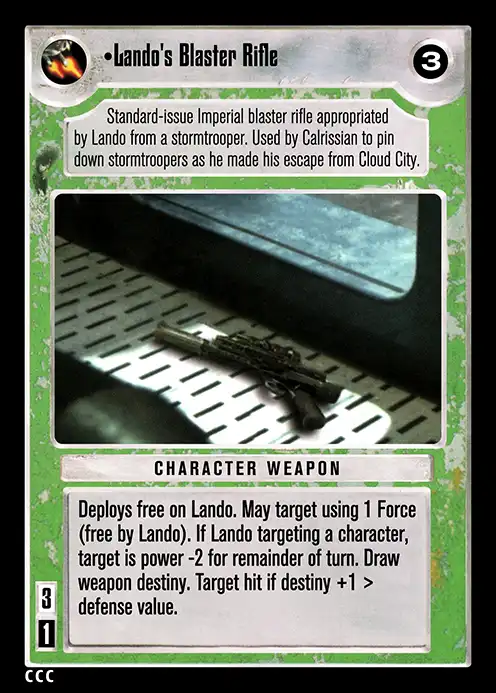 •Lando's Blaster Rifle
3
Standard-issue Imperial blaster rifle appropriated
by Lando from a stormtrooper. Used by Calrissian to pin
down stormtroopers as he made his escape from Cloud City.
CHARACTER WEAPON
Deploys free on Lando. May target using 1 Force
(free by Lando). If Lando targeting a character,
target is power -2 for remainder of turn. Draw
weapon destiny. Target hit if destiny +1 >
defense value.
3
1
CCC